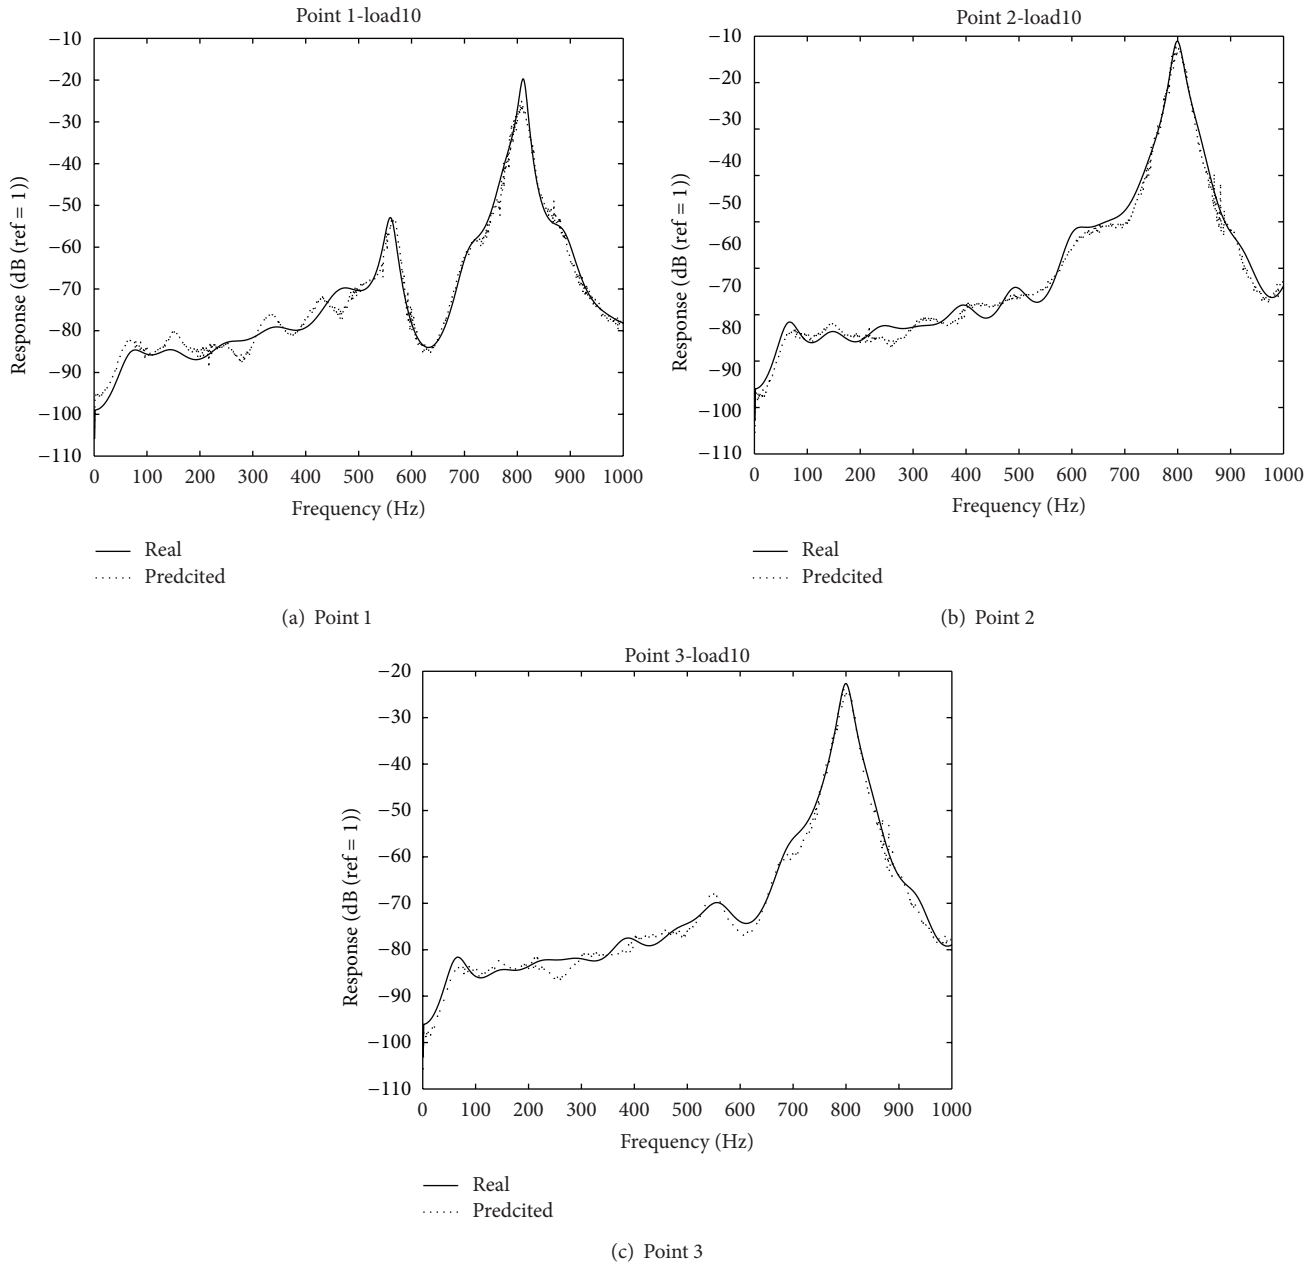 Point 1-load10
−10
−20
−30
−40
−50
−60
−70
−80
−90
−100
−110
Response (dB (ref = 1))
0 100 200 300 400 500 600 700 800 900 1000
Frequency (Hz)
Real
Predcited
(a) Point 1
Point 2-load10
−10
−20
−30
−40
−50
−60
−70
−80
−90
−100
−110
Response (dB (ref = 1))
0 100 200 300 400 500 600 700 800 900 1000
Frequency (Hz)
Real
Predcited
(b) Point 2
Point 3-load10
−20
−30
−40
−50
−60
−70
−80
−90
−100
−110
Response (dB (ref = 1))
0 100 200 300 400 500 600 700 800 900 1000
Frequency (Hz)
Real
Predcited
(c) Point 3